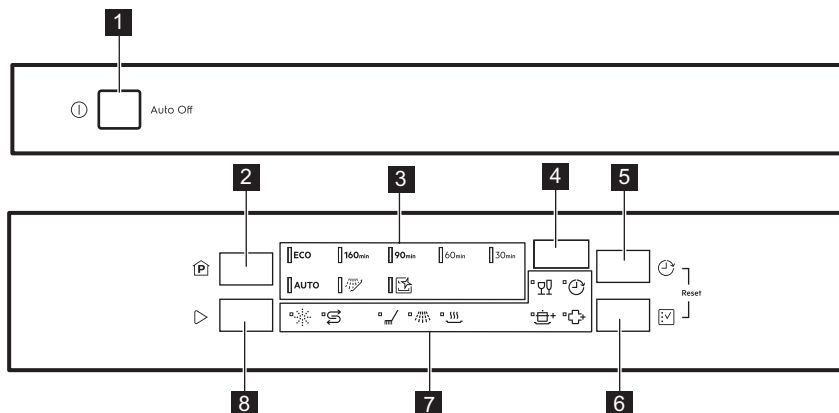 1
Auto Off
2 3 4 5
P ECO 160min 90min 60min 30min
AUTO
Reset
+ +
8 7 6